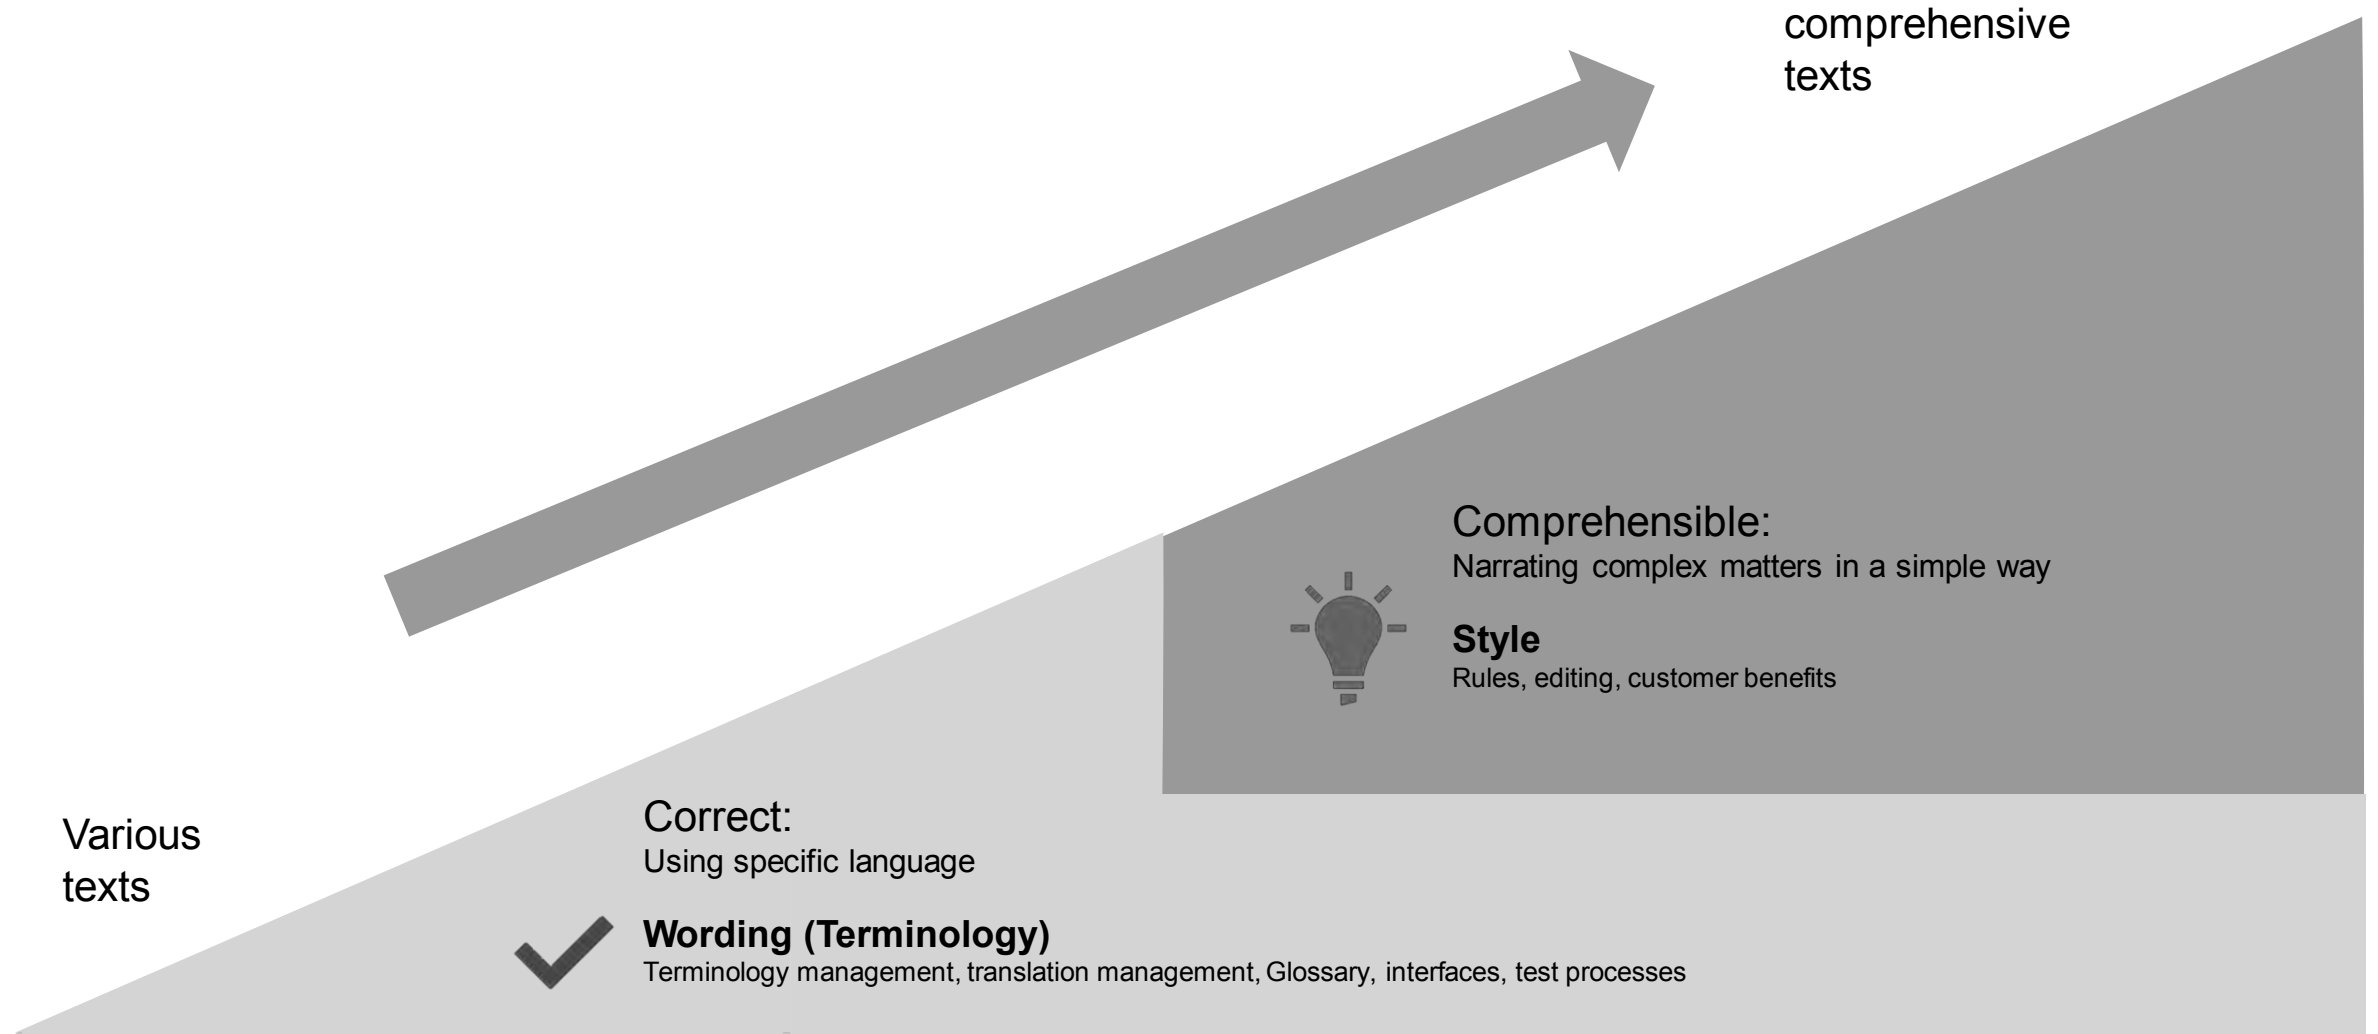 comprehensive
texts
Comprehensible:
Narrating complex matters in a simple way
Style
Rules, editing, customer benefits
Various
texts
Correct:
Using specific language
Wording (Terminology)
Terminology management, translation management, Glossary, interfaces, test processes